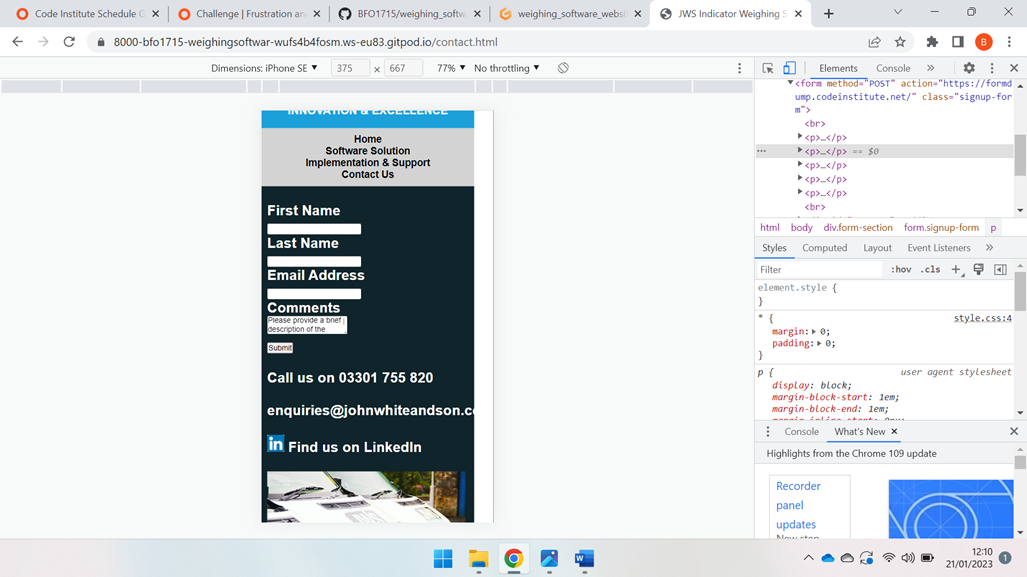 Code Institute Schedule G
Challenge | Frustration an
BFO1715/weighing_softw
weighing_software_websi
JWS Indicator Weighing S
8000-bfo1715-weighingsoftwar-wufs4b4fosm.ws-eu83.gitpod.io/contact.html
B
Dimensions: iPhone SE ▼ 375 × 667 77% ▼ No throttling ▼
Elements Console »
INNOVATION & EXCELLENCE
Home
Software Solution
Implementation & Support
Contact Us
First Name
Last Name
Email Address
Comments
Please provide a brief
description of the
Submit
Call us on 03301 755 820
enquiries@johnwhiteandson.c
in Find us on LinkedIn
<form method="POST" action="https://formd
ump.codeinstitute.net/" class="signup-for
m">
<br>
<p>…</p>
<p>…</p> == $0
<p>…</p>
<p>…</p>
<p>…</p>
<br>
html body div.form-section form.signup-form p
Styles Computed Layout Event Listeners »
Filter :hov .cls +
element.style {
}
* { style.css:4
margin: 0;
padding: 0;
}
p { user agent stylesheet
display: block;
margin-block-start: 1em;
margin-block-end: 1em;
Console What's New ×
Highlights from the Chrome 109 update
Recorder
panel
updates
12:10
21/01/2023
1